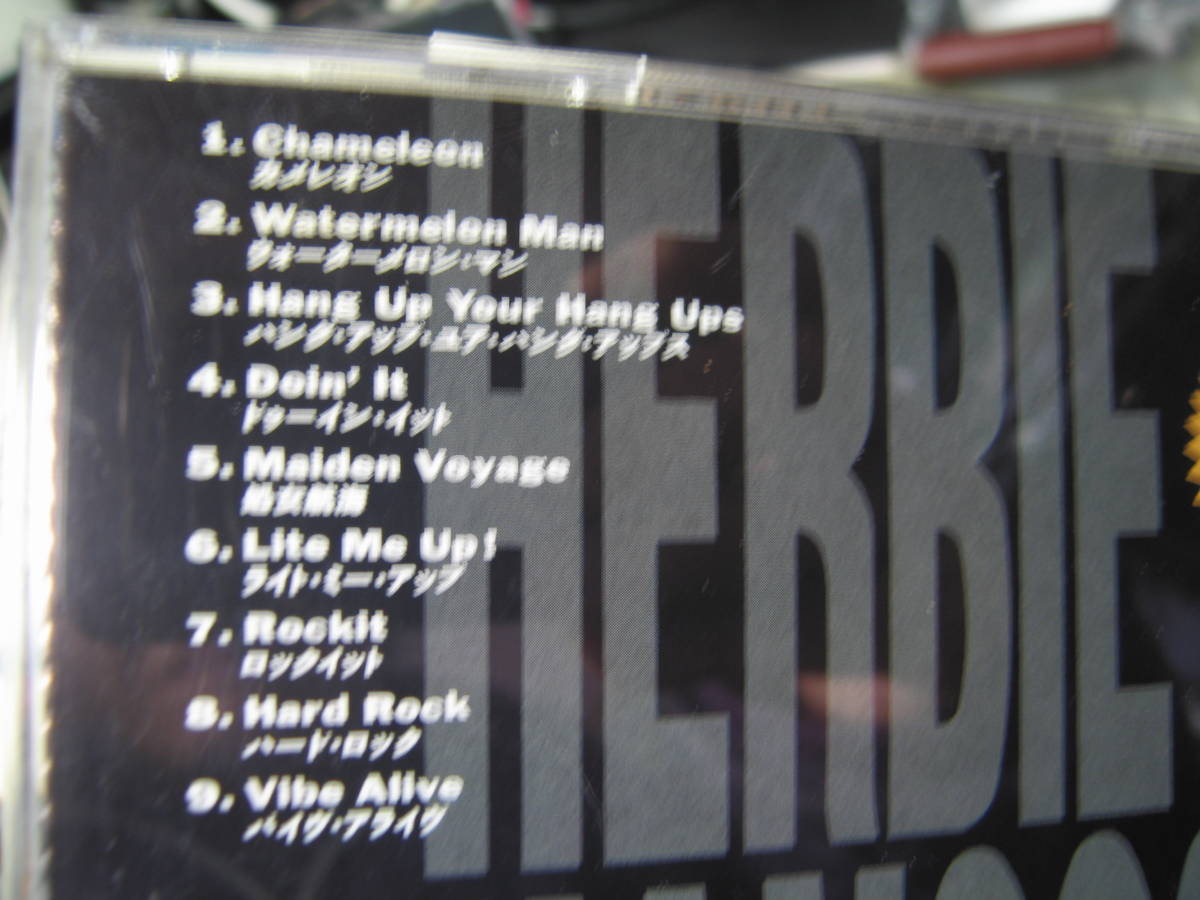 1. Chameleon
カメレオン
2. Watermelon Man
ウォーターメロン・マン
3. Hang Up Your Hang Ups
ハング・アップ・ユア・ハング・アップス
4. Doin' It
ドゥーイン・イット
5. Maiden Voyage
処女航海
6. Lite Me Up!
ライト・ミー・アップ
7. Rockit
ロックイット
8. Hard Rock
ハード・ロック
9. Vibe Alive
バイヴ・アライヴ
HERBIE